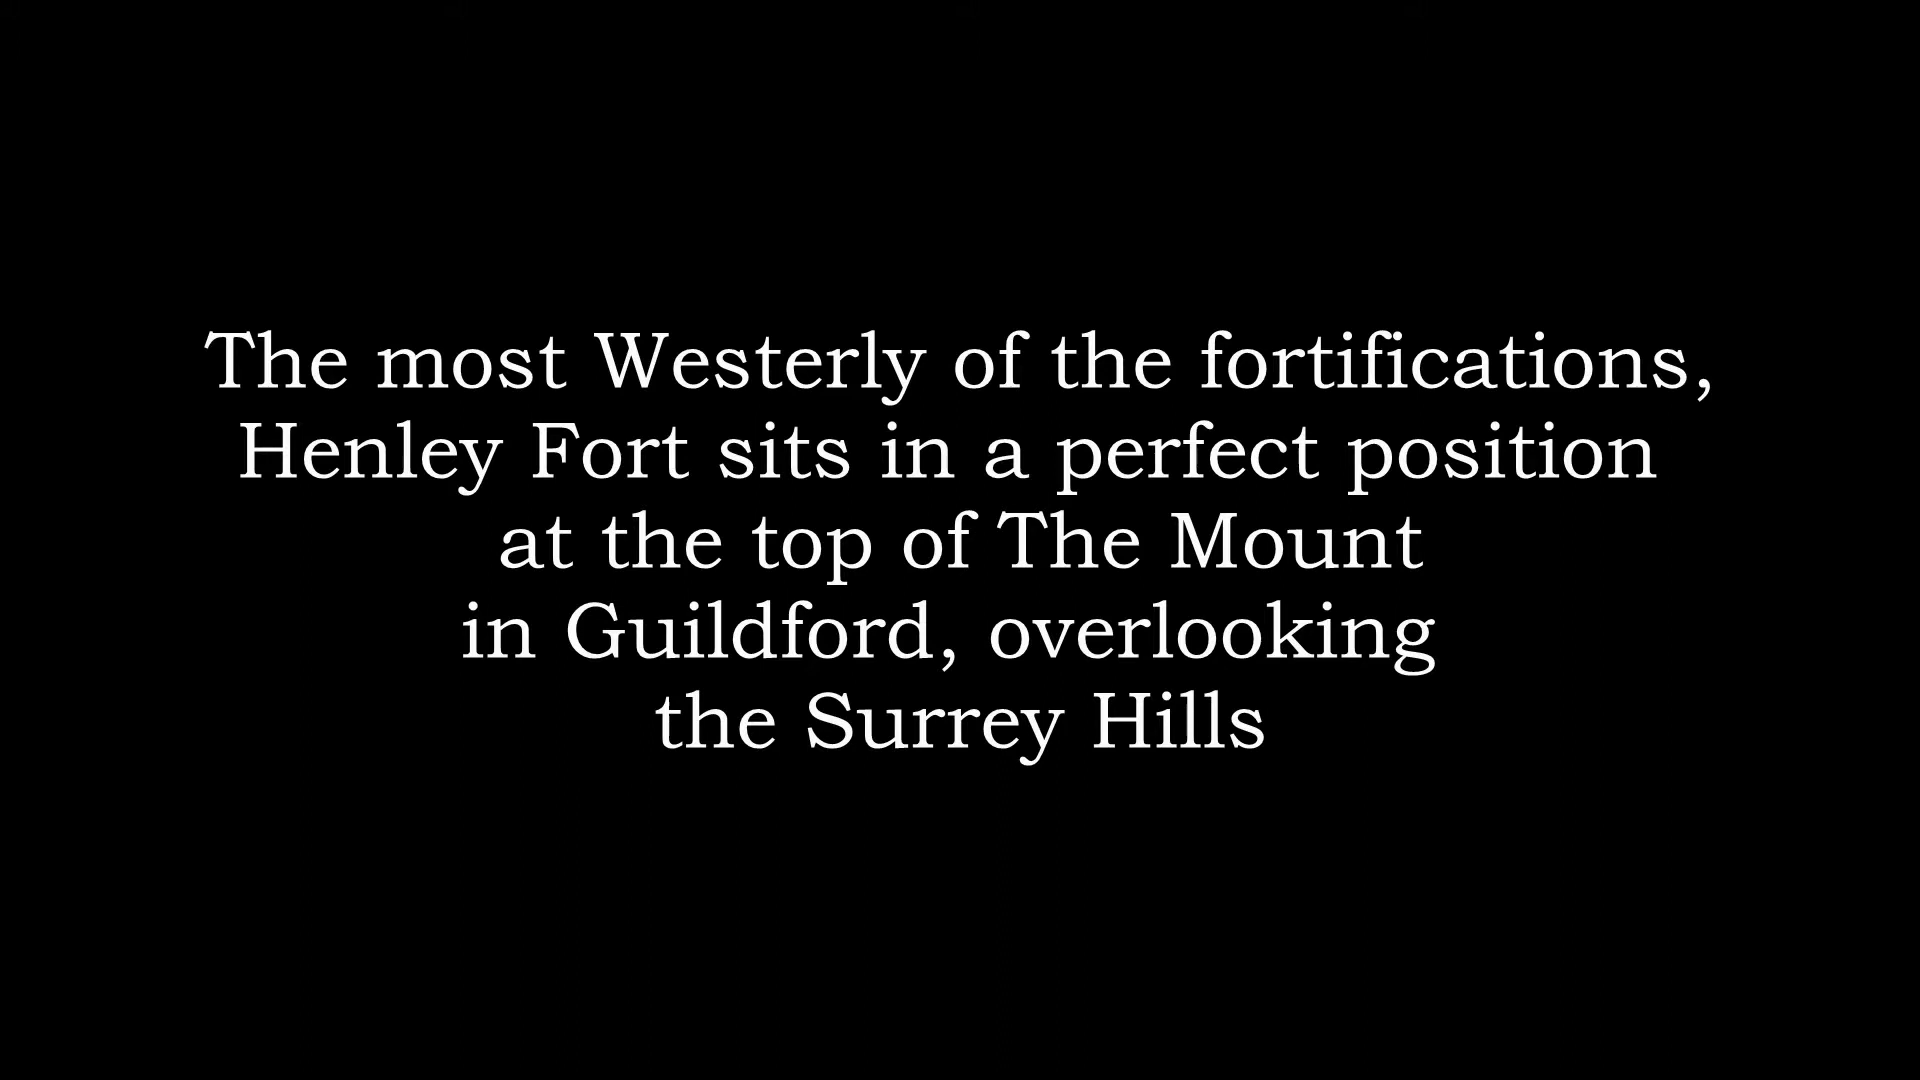 The most Westerly of the fortifications,
Henley Fort sits in a perfect position
at the top of The Mount
in Guildford, overlooking
the Surrey Hills